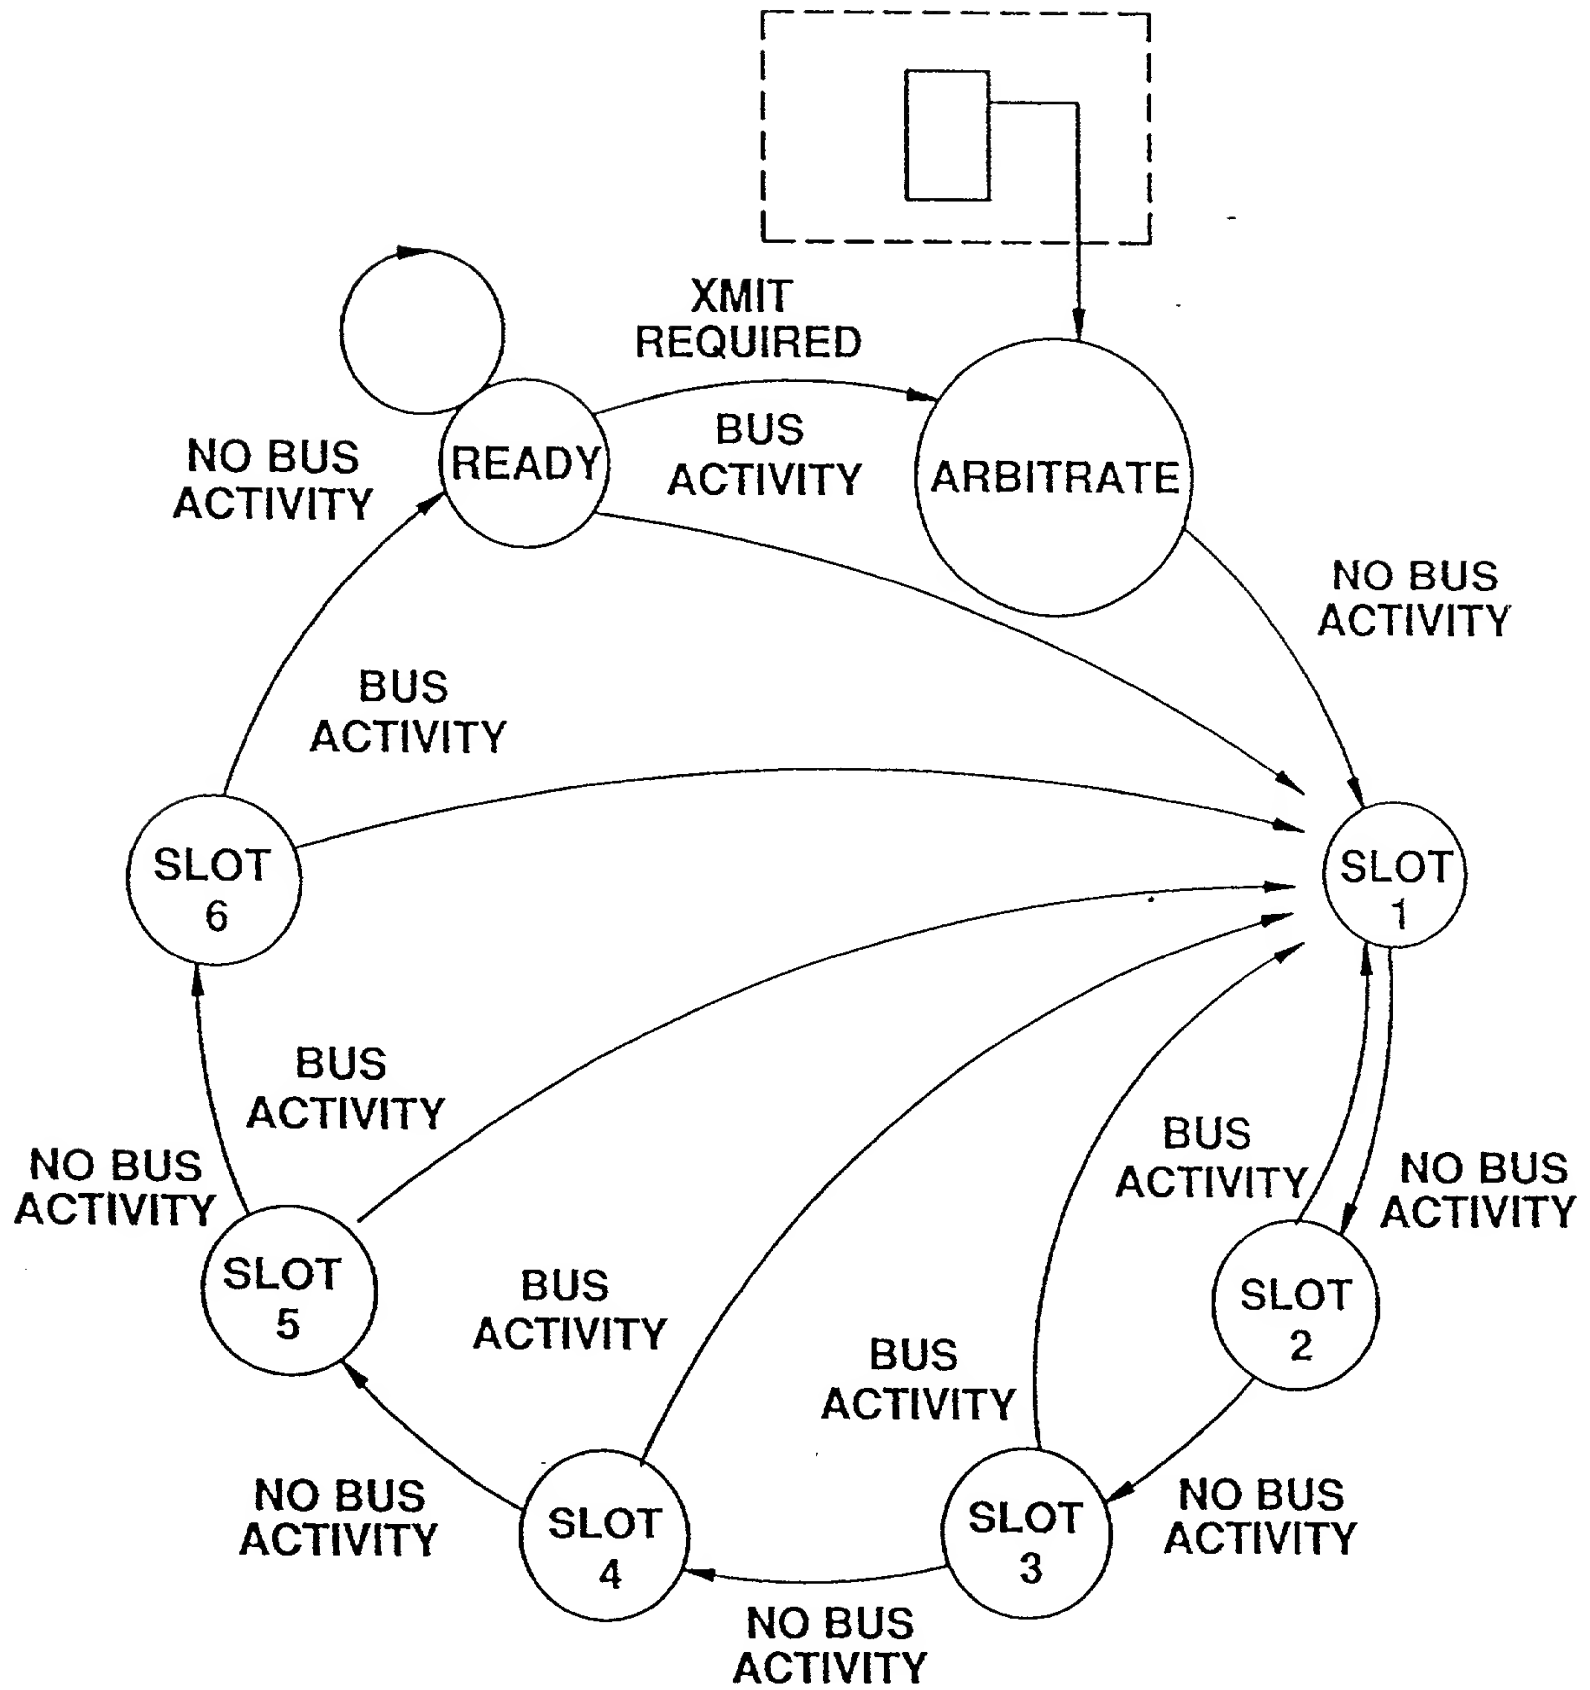 XMIT
REQUIRED
BUS
ACTIVITY
READY
ARBITRATE
NO BUS
ACTIVITY
NO BUS
ACTIVITY
BUS
ACTIVITY
SLOT
6
SLOT
1
BUS
ACTIVITY
BUS
ACTIVITY
NO BUS
ACTIVITY
NO BUS
ACTIVITY
SLOT
5
BUS
ACTIVITY
SLOT
2
BUS
ACTIVITY
NO BUS
ACTIVITY
SLOT
4
SLOT
3
NO BUS
ACTIVITY
NO BUS
ACTIVITY